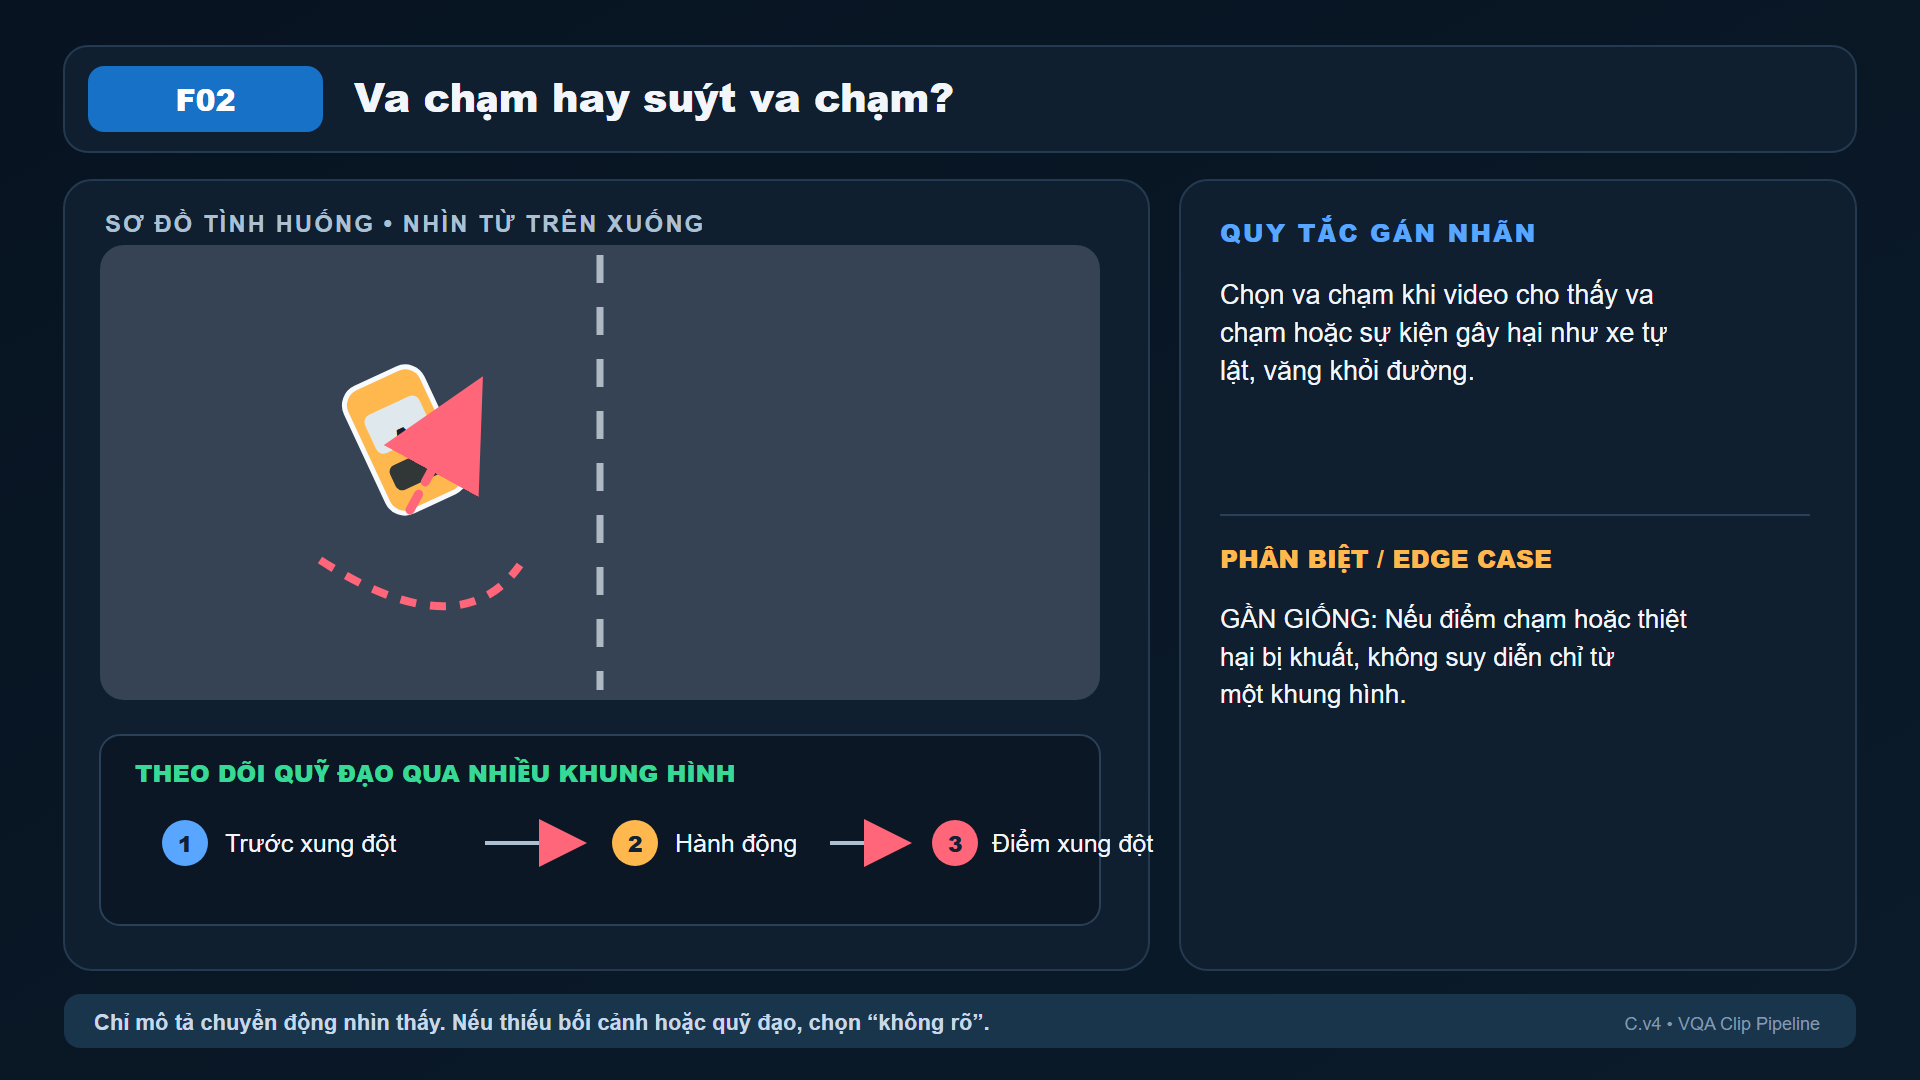 F02
Va chạm hay suýt va chạm?
SƠ ĐỒ TÌNH HUỐNG • NHÌN TỪ TRÊN XUỐNG
THEO DÕI QUỸ ĐẠO QUA NHIỀU KHUNG HÌNH
1 Trước xung đột
2 Hành động
3 Điểm xung đột
QUY TẮC GÁN NHÃN
Chọn va chạm khi video cho thấy va
chạm hoặc sự kiện gây hại như xe tự
lật, văng khỏi đường.
PHÂN BIỆT / EDGE CASE
GẦN GIỐNG: Nếu điểm chạm hoặc thiệt
hại bị khuất, không suy diễn chỉ từ
một khung hình.
Chỉ mô tả chuyển động nhìn thấy. Nếu thiếu bối cảnh hoặc quỹ đạo, chọn “không rõ”.
C.v4 • VQA Clip Pipeline